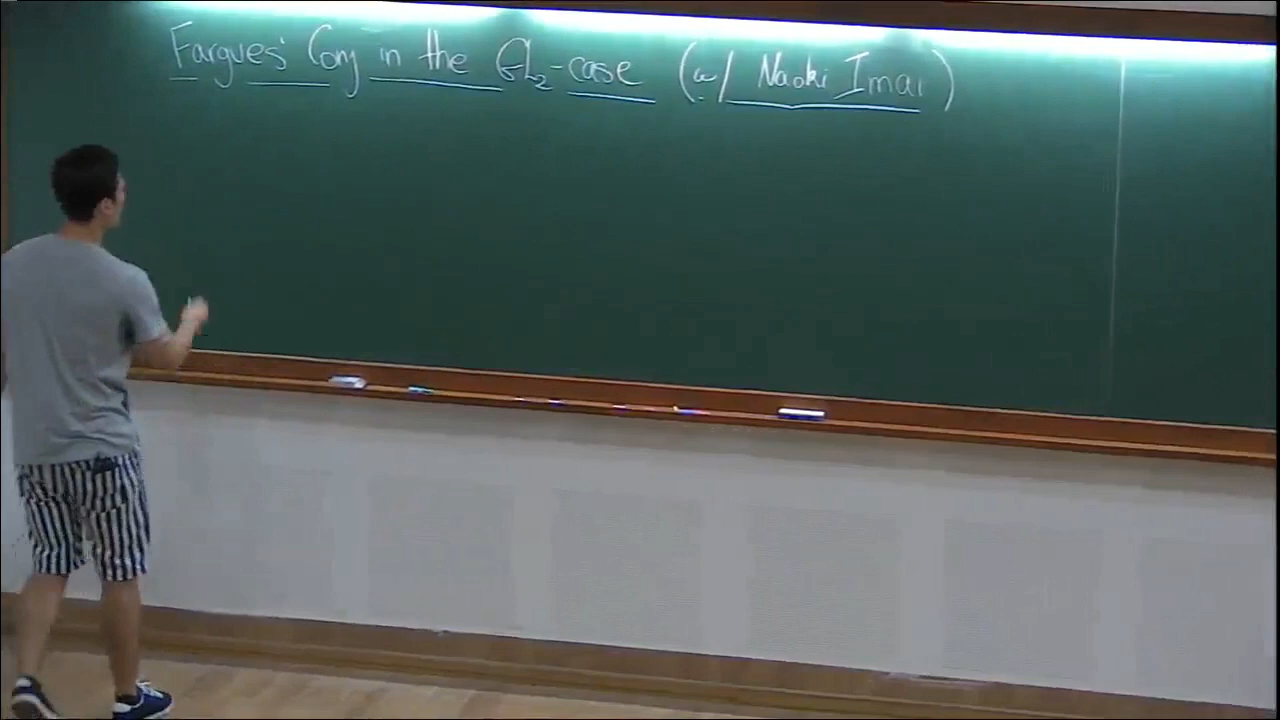 Fargues' Conj in the GL₂-case (w/ Naoki Imai)